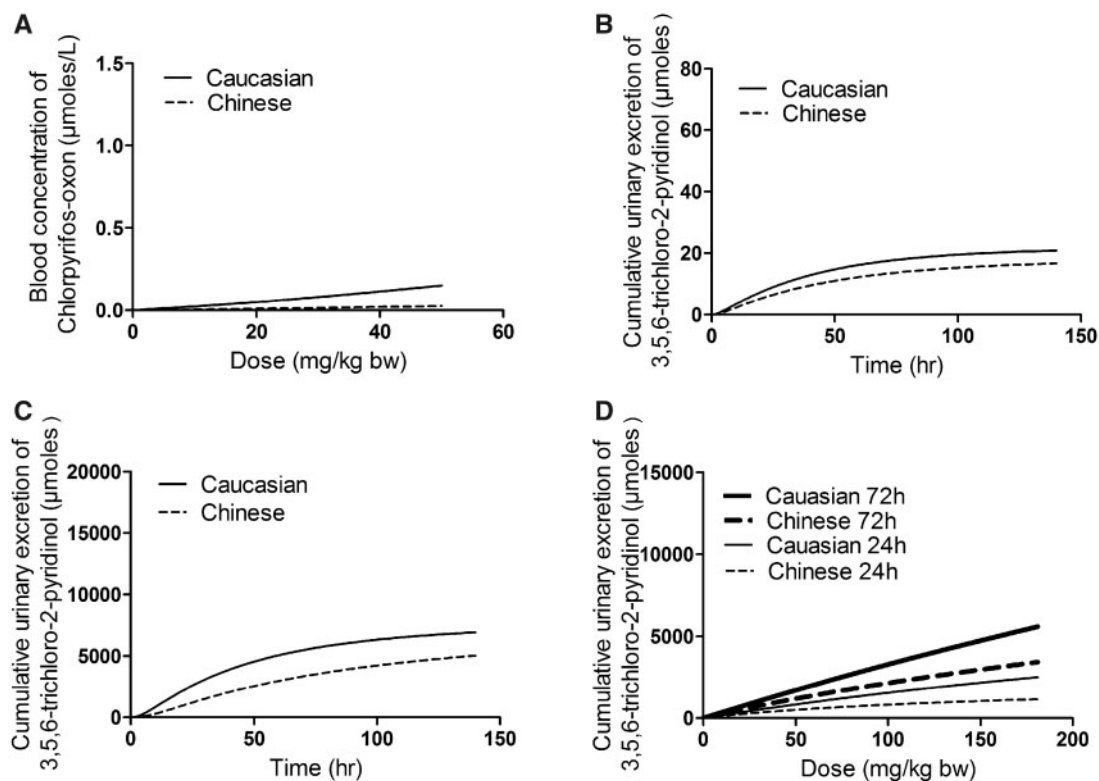 A
Blood concentration of
Chlorpyrifos-oxon (µmoles/L)
1.5
1.0
0.5
0.0
Caucasian
Chinese
0 20 40 60
Dose (mg/kg bw)
B
Cumulative urinary excretion of
3,5,6-trichloro-2-pyridinol (µmoles)
80
60
40
20
0
Caucasian
Chinese
0 50 100 150
Time (hr)
C
Cumulative urinary excretion of
3,5,6-trichloro-2-pyridinol (µmoles)
20000
15000
10000
5000
0
Caucasian
Chinese
0 50 100 150
Time (hr)
D
Cumulative urinary excretion of
3,5,6-trichloro-2-pyridinol (µmoles)
15000
10000
5000
0
Cauasian 72h
Chinese 72h
Cauasian 24h
Chinese 24h
0 50 100 150 200
Dose (mg/kg bw)